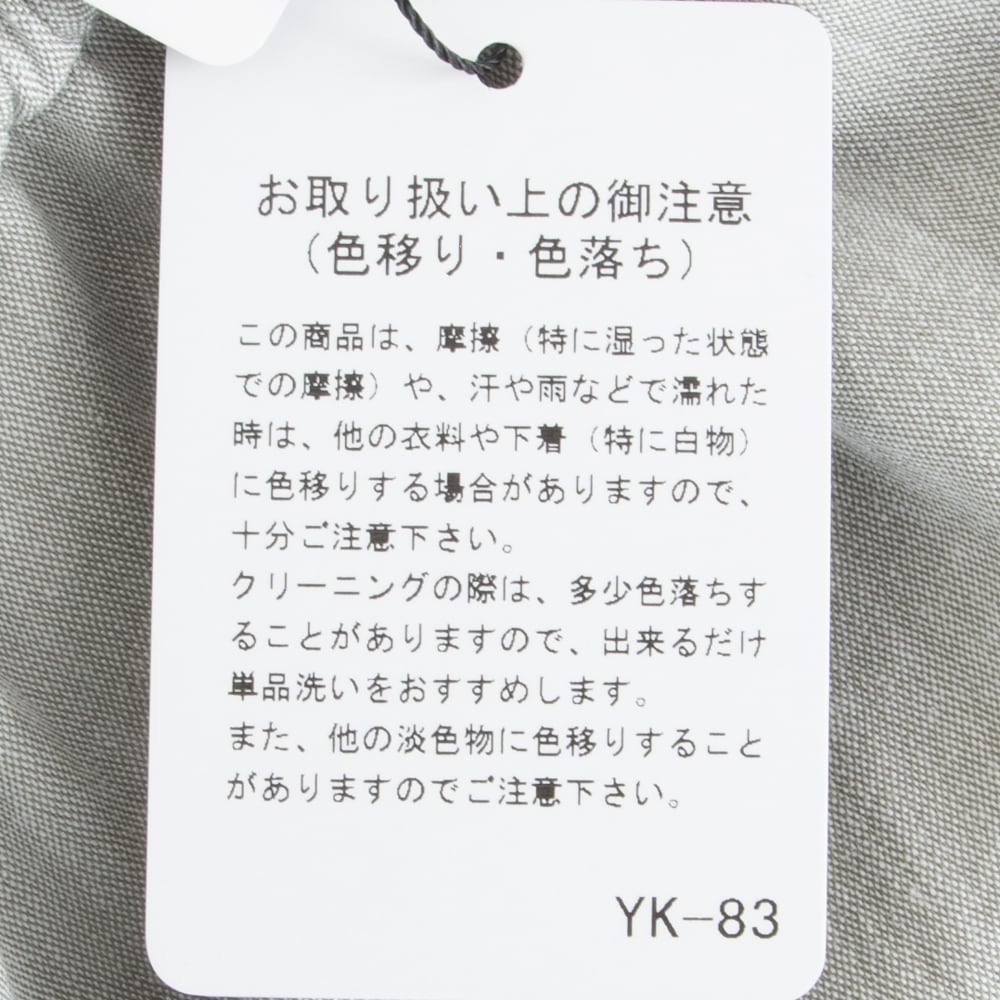 お取り扱い上の御注意
（色移り・色落ち）
この商品は、摩擦（特に湿った状態
での摩擦）や、汗や雨などで濡れた
時は、他の衣料や下着（特に白物）
に色移りする場合がありますので、
十分ご注意下さい。
クリーニングの際は、多少色落ちす
ることがありますので、出来るだけ
単品洗いをおすすめします。
また、他の淡色物に色移りすること
がありますのでご注意下さい。
YK-83